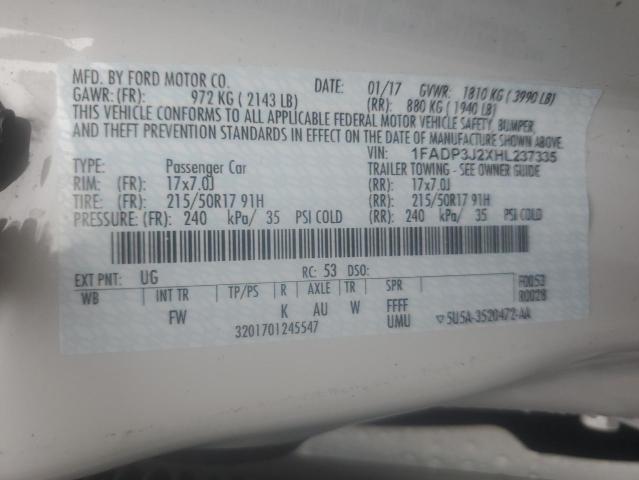 MFD. BY FORD MOTOR CO. DATE: 01/17 GVWR: 1810 KG ( 3990 LB)
GAWR: (FR): 972 KG ( 2143 LB) (RR): 880 KG ( 1940 LB)
THIS VEHICLE CONFORMS TO ALL APPLICABLE FEDERAL MOTOR VEHICLE SAFETY, BUMPER,
AND THEFT PREVENTION STANDARDS IN EFFECT ON THE DATE OF MANUFACTURE SHOWN ABOVE.
VIN: 1FADP3J2XHL237335
TYPE: Passenger Car TRAILER TOWING - SEE OWNER GUIDE
RIM: (FR): 17x7.0J (RR): 17x7.0J
TIRE: (FR): 215/50R17 91H (RR): 215/50R17 91H
PRESSURE: (FR): 240 kPa/ 35 PSI COLD (RR): 240 kPa/ 35 PSI COLD
EXT PNT: UG RC: 53 DSO: F0053
WB INT TR TP/PS R AXLE TR SPR R0028
FW K AU W FFFF
3201701245547 UMU ▽5U5A-3520472-AA